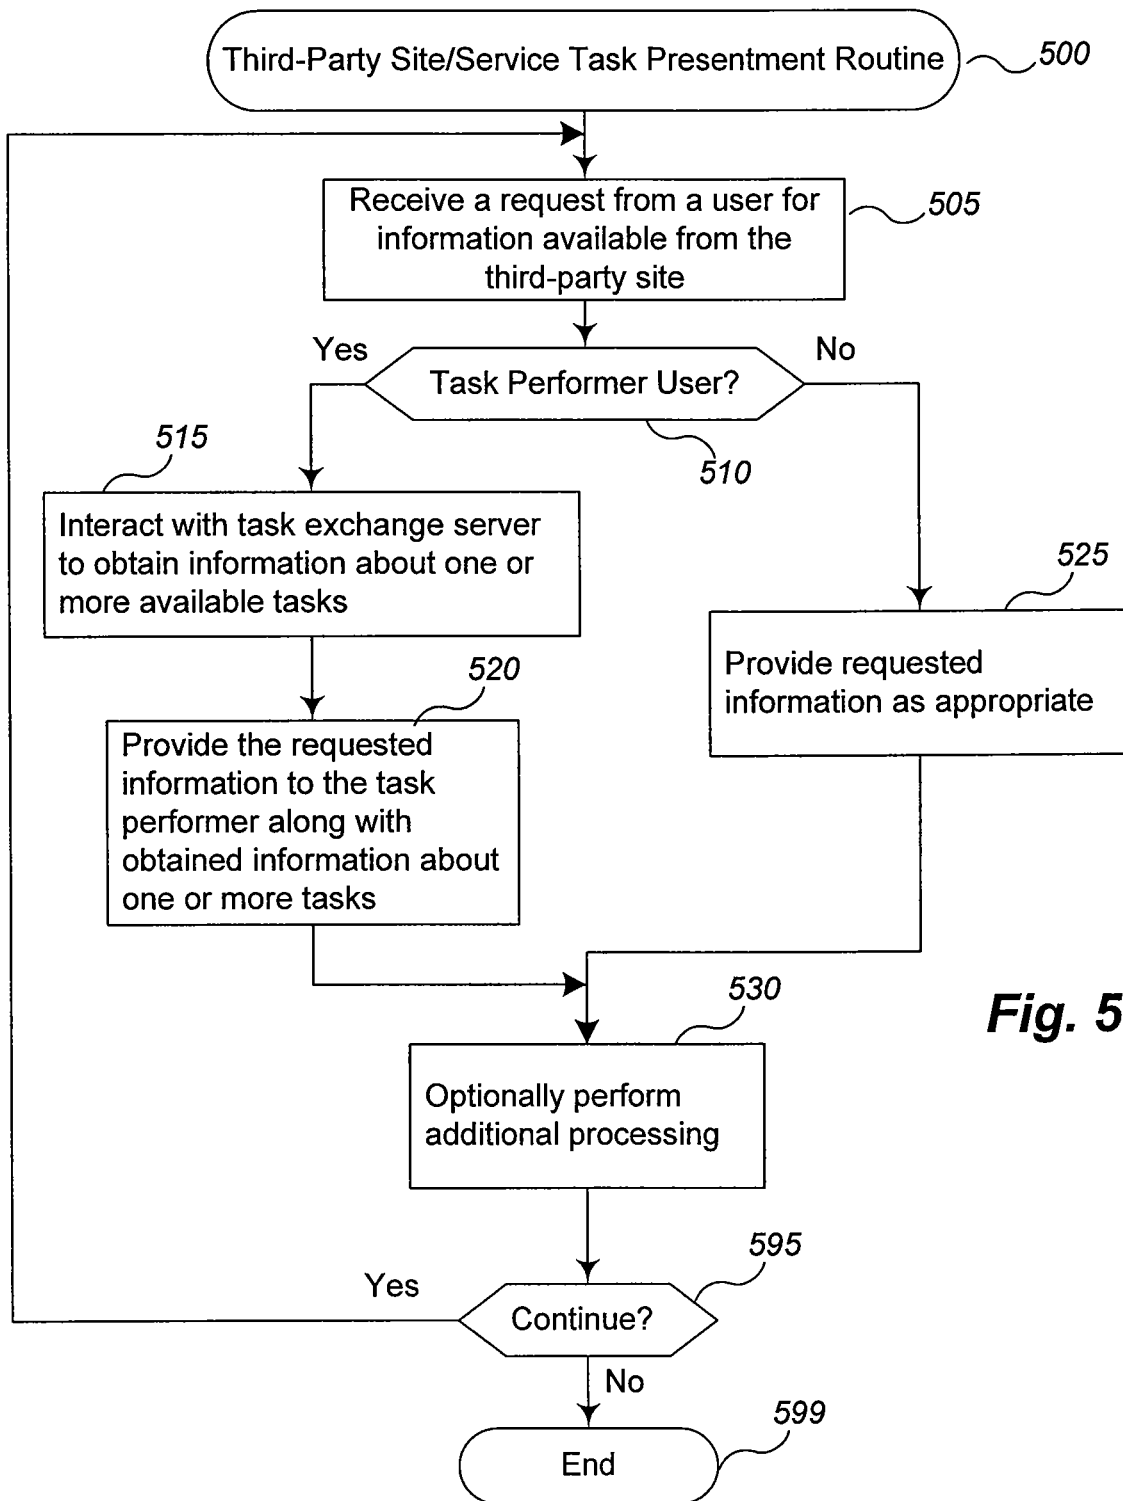 Third-Party Site/Service Task Presentment Routine
500
Receive a request from a user for
information available from the
third-party site
505
Yes
No
Task Performer User?
510
515
Interact with task exchange server
to obtain information about one or
more available tasks
525
Provide requested
information as appropriate
520
Provide the requested
information to the task
performer along with
obtained information about
one or more tasks
530
Fig. 5
Optionally perform
additional processing
595
Yes
Continue?
No
599
End